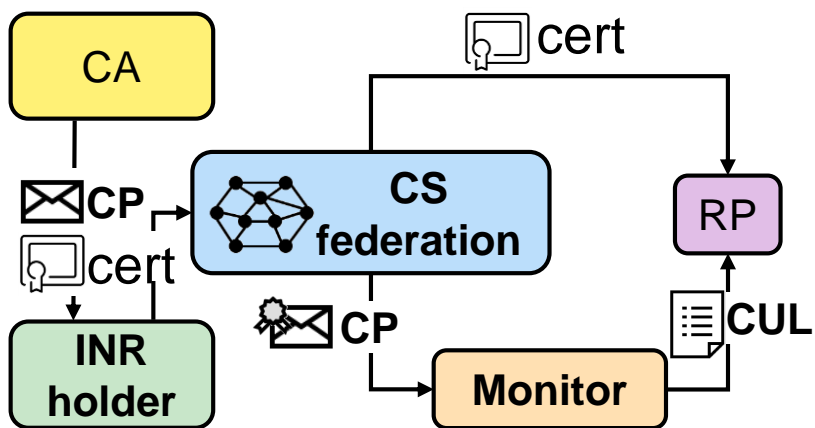 cert
CA
CP
cert
CS
federation
RP
INR
holder
CP
CUL
Monitor